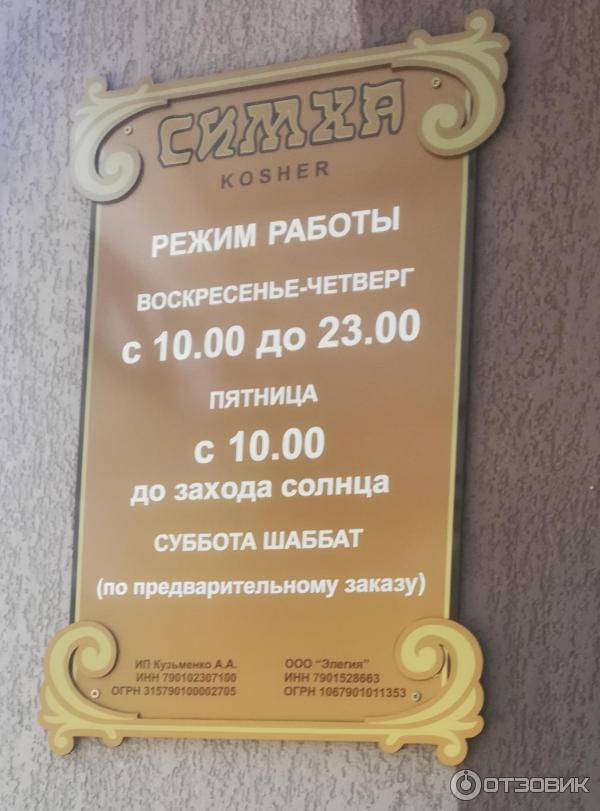 СИМХА
KOSHER
РЕЖИМ РАБОТЫ
ВОСКРЕСЕНЬЕ-ЧЕТВЕРГ
с 10.00 до 23.00
ПЯТНИЦА
с 10.00
до захода солнца
СУББОТА ШАББАТ
(по предварительному заказу)
ИП Кузьменко А.А.
ИНН 790102307100
ОГРН 315790100002705
ООО "Элегия"
ИНН 7901528663
ОГРН 1067901011353
ОТЗОВИК